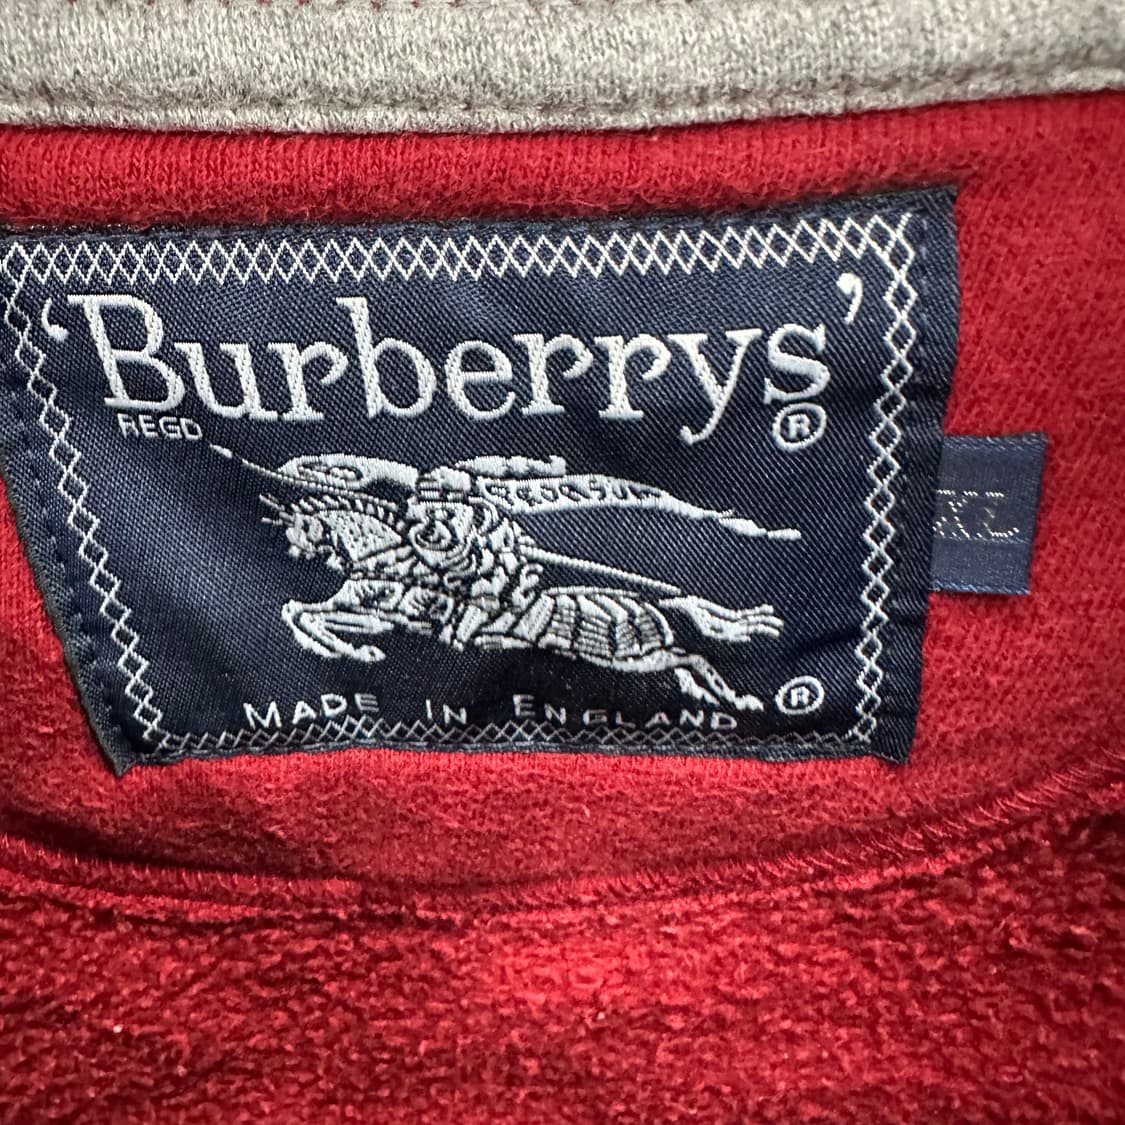 'Burberrys'
REGD ®
MADE IN ENGLAND ®
XL